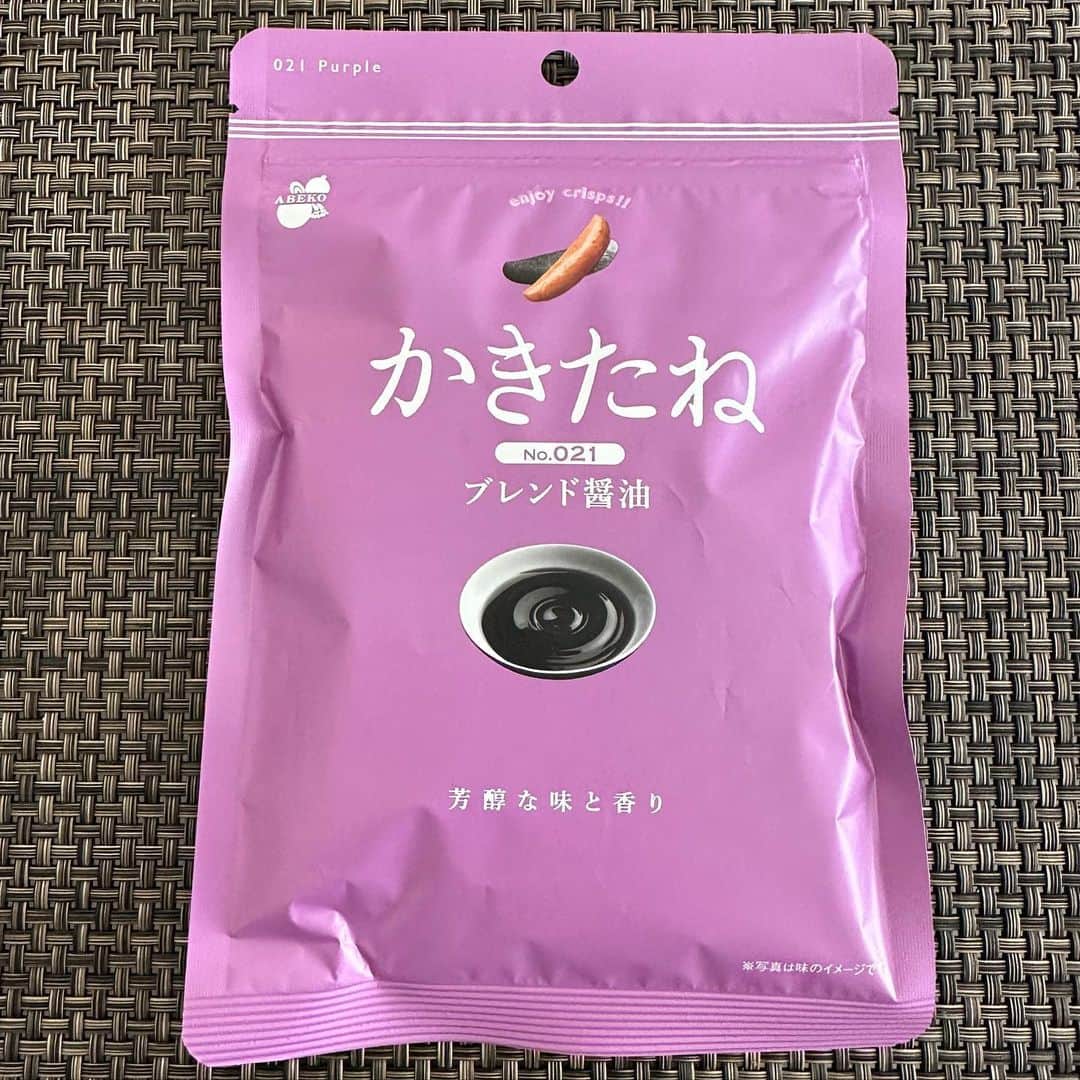 021 Purple
ABEKO
enjoy crisps!!
かきたね
No.021
ブレンド醤油
芳醇な味と香り
※写真は味のイメージで